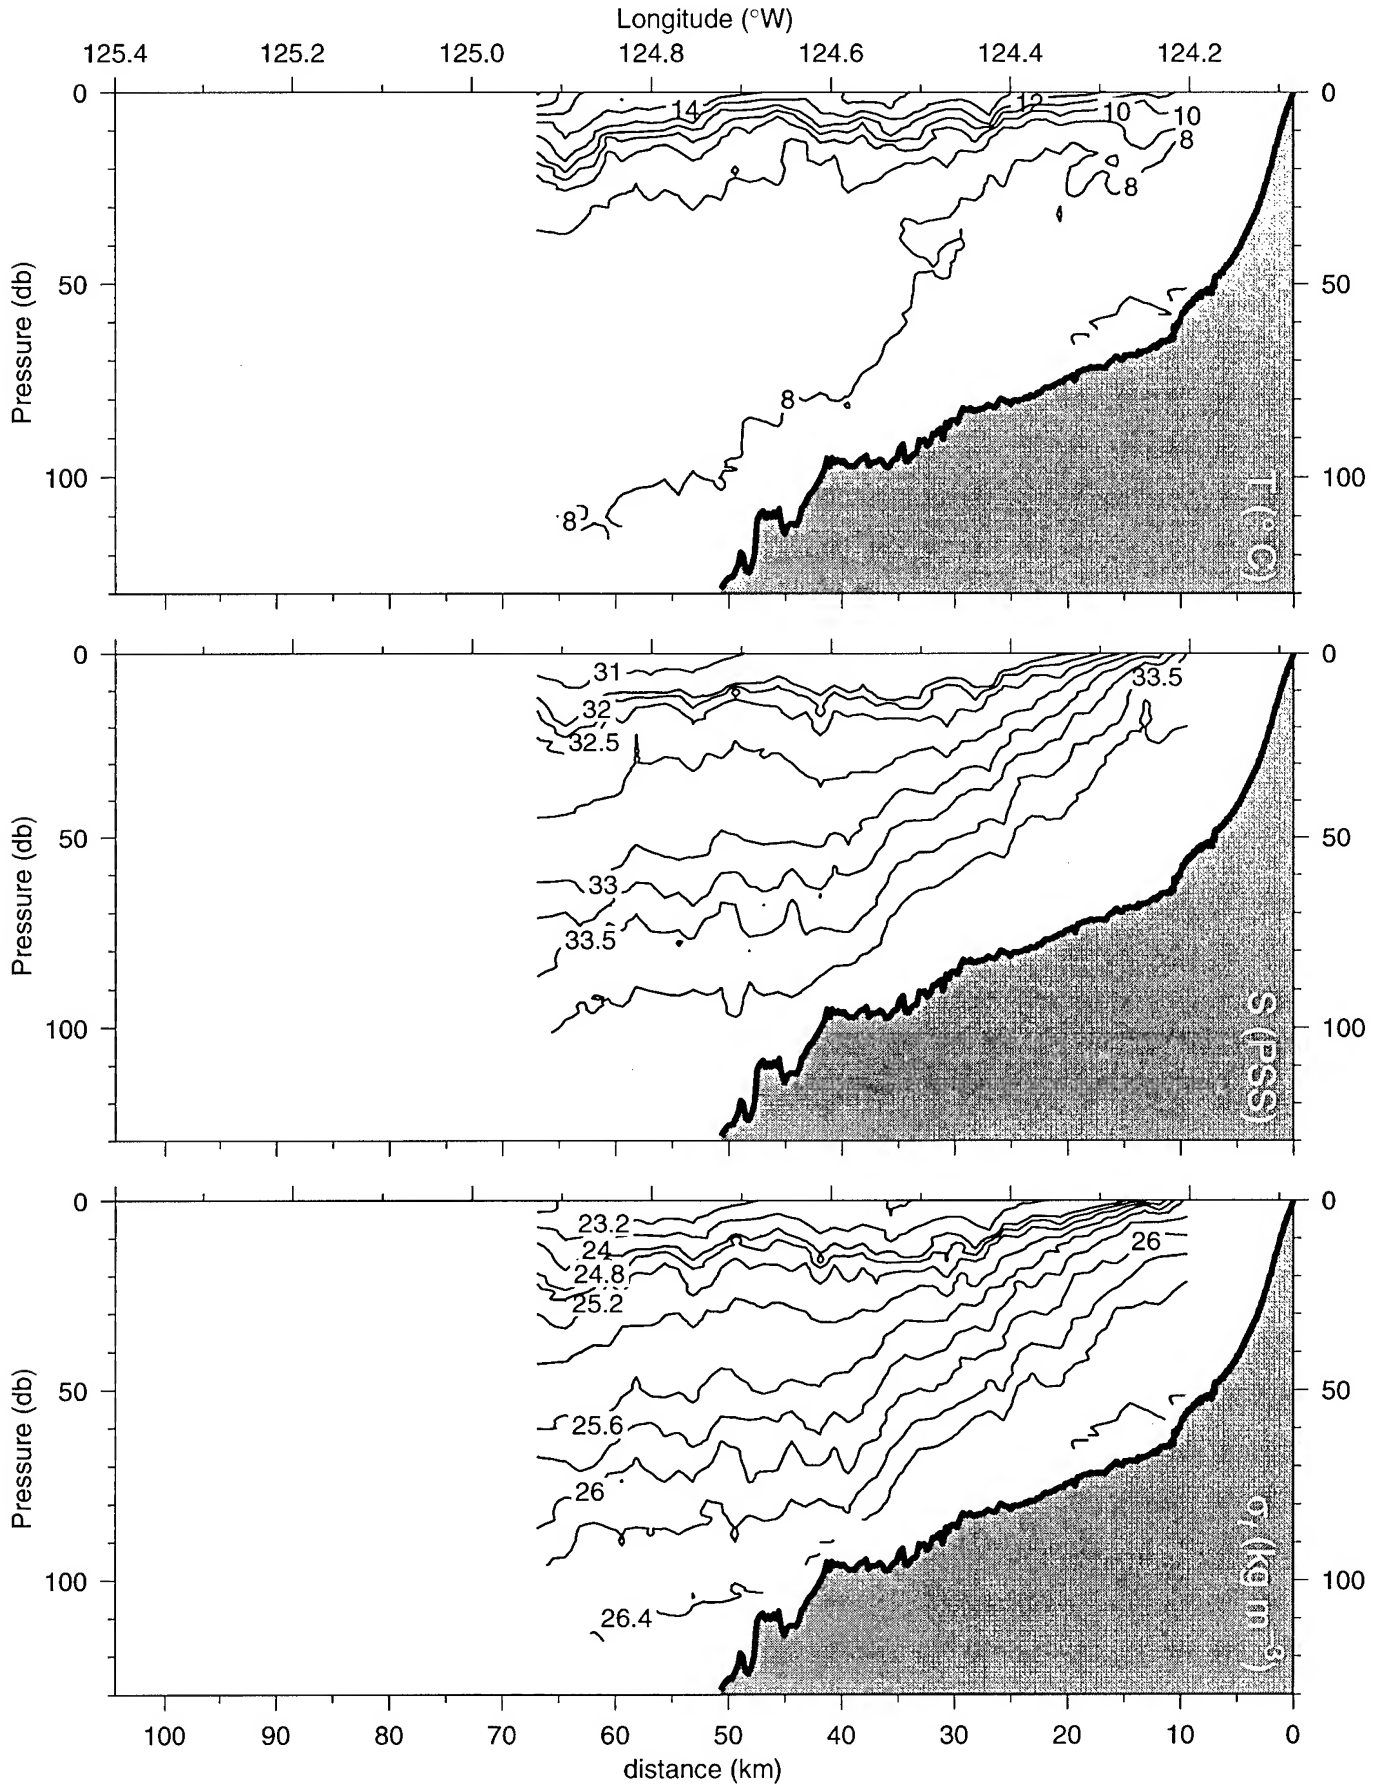 Longitude (°W)
125.4 125.2 125.0 124.8 124.6 124.4 124.2
0 0
14 12 10 10
8
8
50 50
Pressure (db)
8
100 100
8
T (°C)
0 0
31 33.5
32
32.5
50 50
Pressure (db)
33
33.5
100 100
S (PSS)
0 0
23.2
24 26
24.8
25.2
50 50
Pressure (db)
25.6
26
100 100
26.4
σT (kg m-3)
100 90 80 70 60 50 40 30 20 10 0
distance (km)